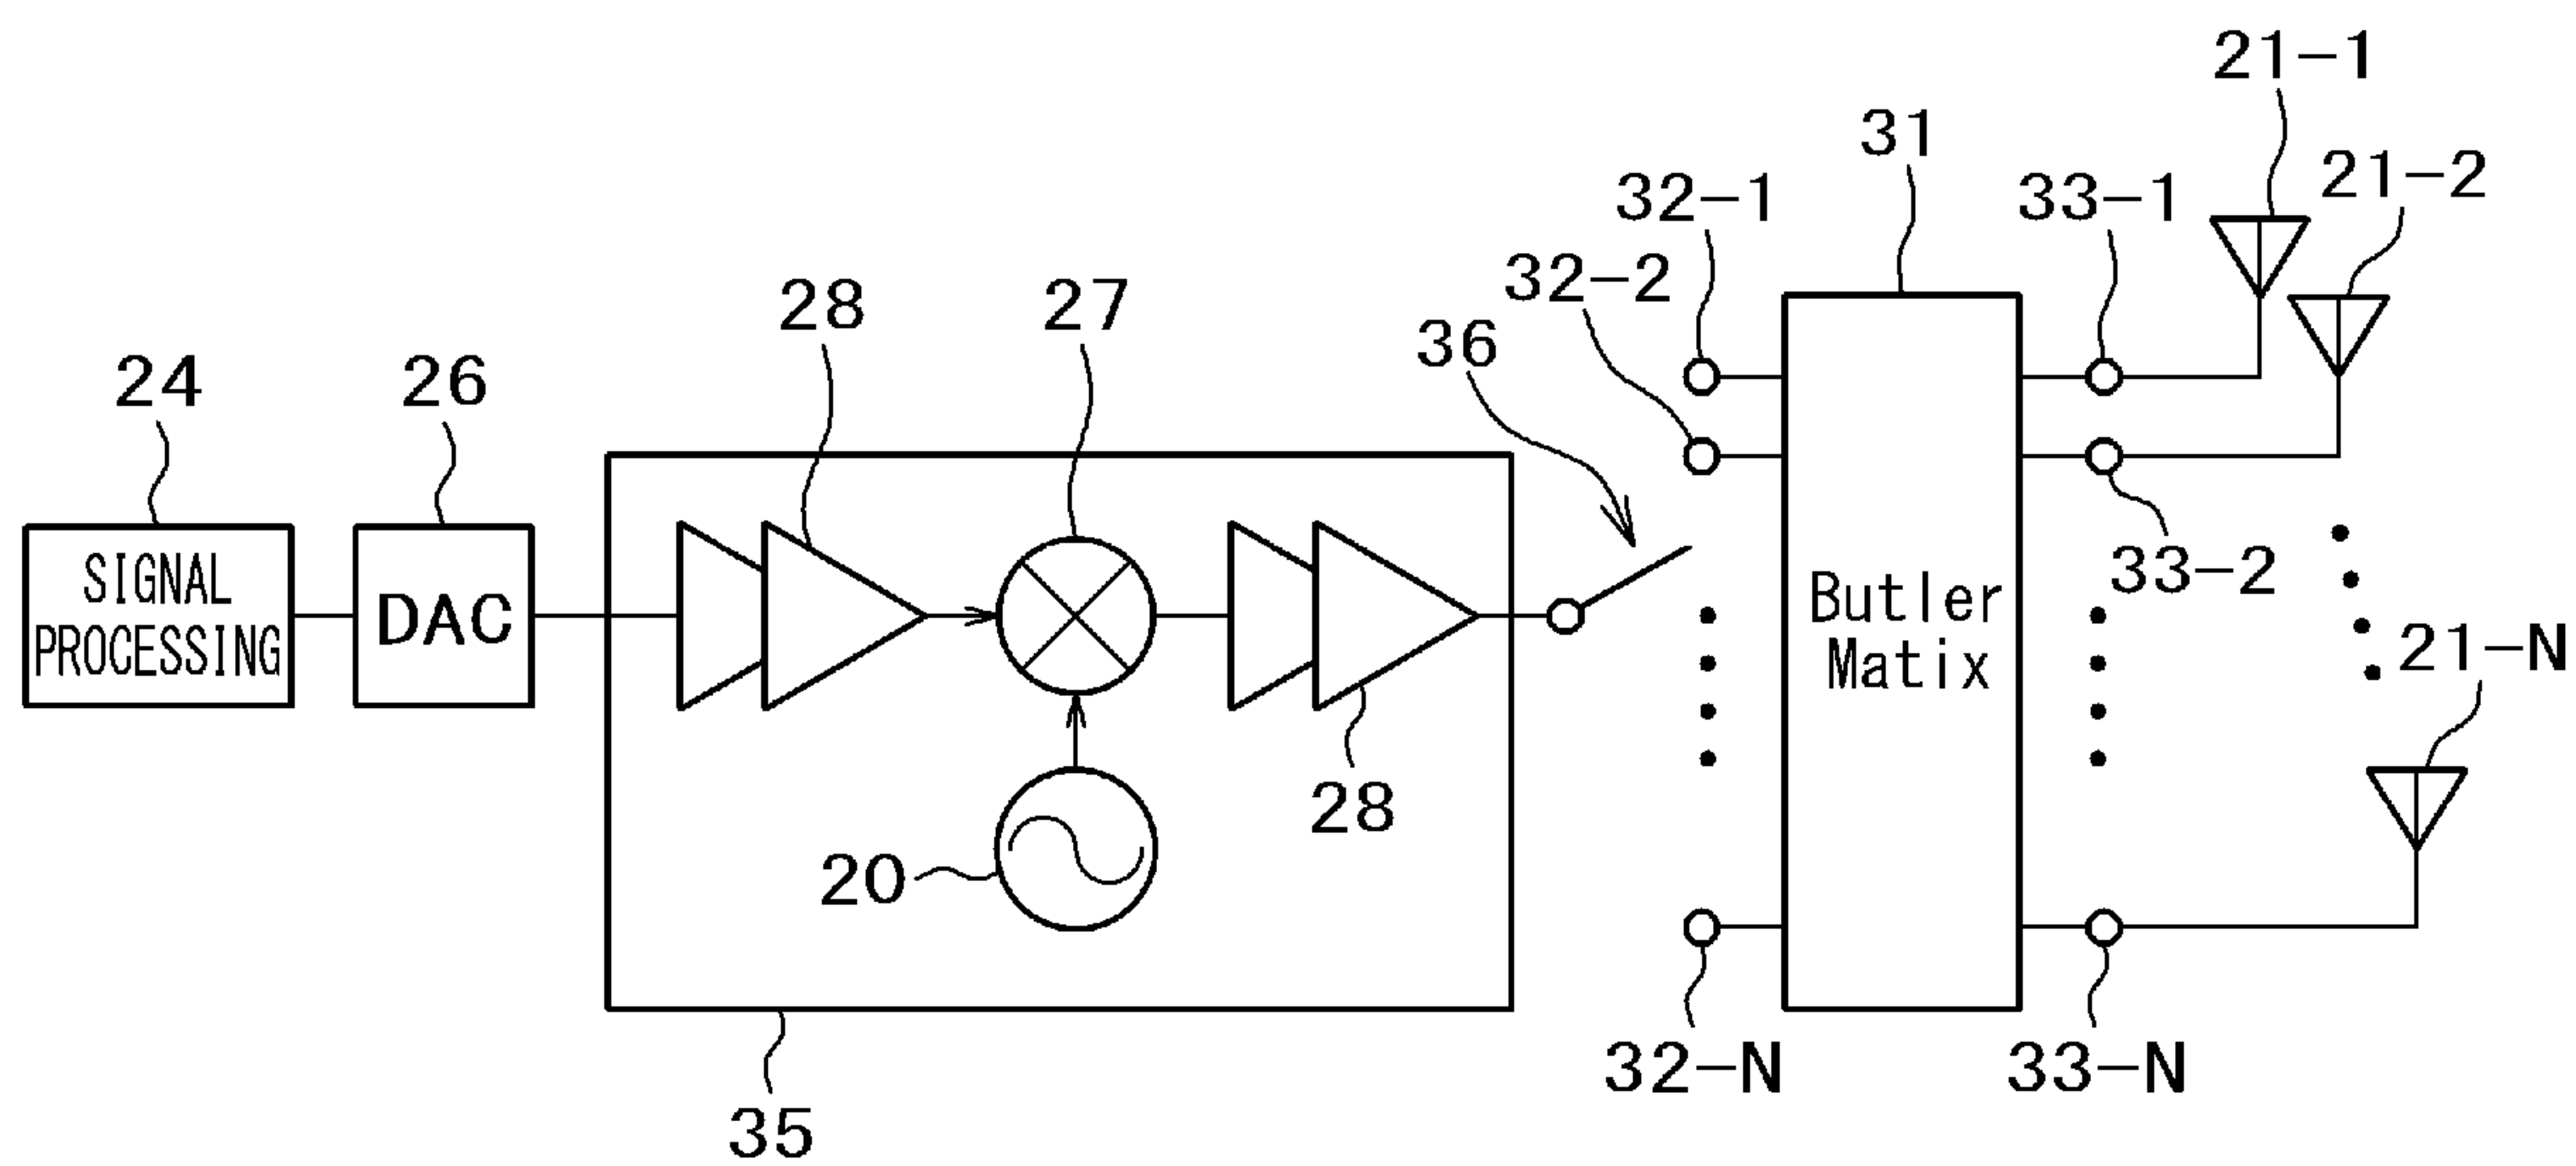 21-1
31
21-2
32-1
33-1
32-2
28
27
36
24
26
SIGNAL
PROCESSING
DAC
Butler
Matix
33-2
21-N
28
20
32-N
33-N
35